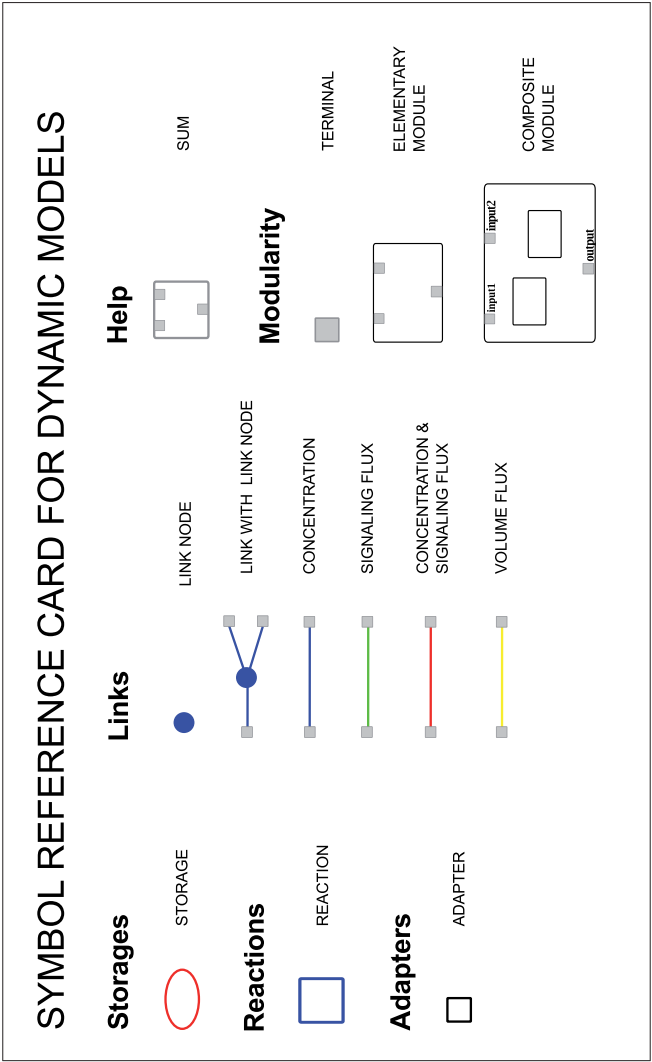 SYMBOL REFERENCE CARD FOR DYNAMIC MODELS
Storages
STORAGE
Reactions
REACTION
Adapters
ADAPTER
Links
LINK NODE
LINK WITH LINK NODE
CONCENTRATION
SIGNALING FLUX
CONCENTRATION &
SIGNALING FLUX
VOLUME FLUX
Help
SUM
Modularity
TERMINAL
ELEMENTARY
MODULE
input1
input2
output
COMPOSITE
MODULE